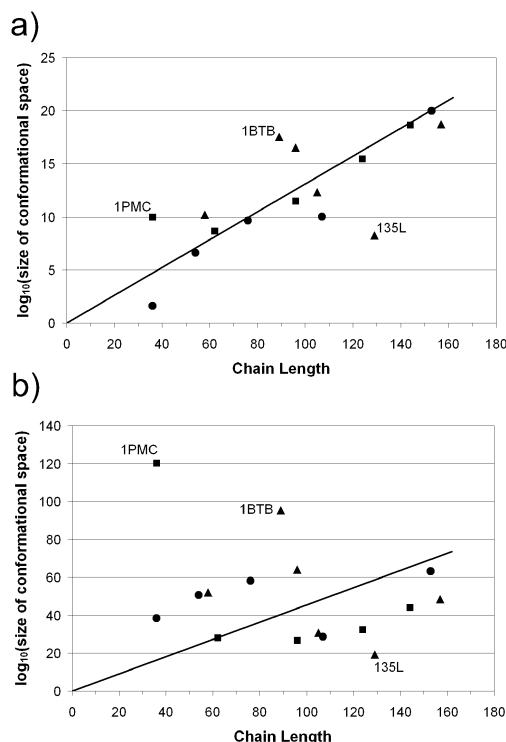 a)
log10(size of conformational space)
25
20
15
10
5
0
1BTB
1PMC
135L
0 20 40 60 80 100 120 140 160 180
Chain Length
b)
log10(size of conformational space)
140
120
100
80
60
40
20
0
1PMC
1BTB
135L
0 20 40 60 80 100 120 140 160 180
Chain Length